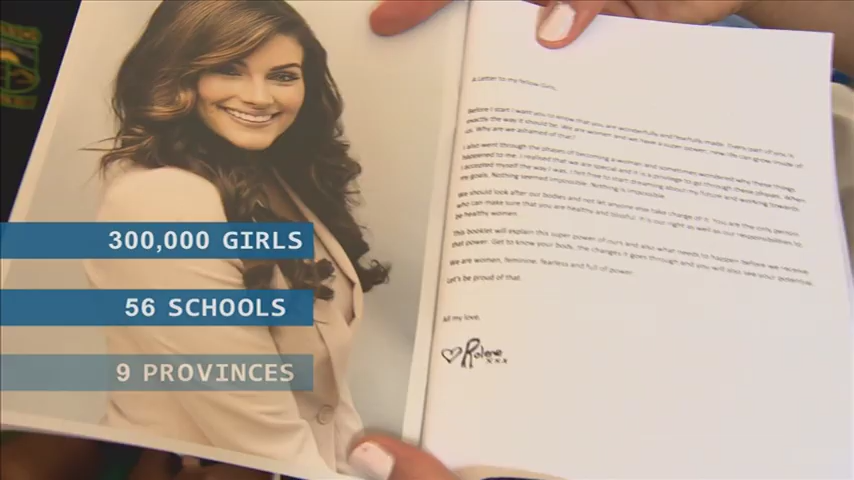 300,000 GIRLS
56 SCHOOLS
9 PROVINCES
A Letter to my fellow Girls,
Before I start I want you to know that you are wonderfully and fearfully made. Every part of you is
exactly the way it should be. We are women and we have a super power, new life can grow inside of
us. Why are we ashamed of that?
I also went through the phases of becoming a woman and sometimes wondered why these things
happened to me. I realised that we are special and it is a privilege to go through these phases. When
I accepted myself the way I was, I felt free to start dreaming about my future and working towards
my goals. Nothing seemed impossible. Nothing is impossible.
We should look after our bodies and not let anyone else take charge of it. You are the only person
who can make sure that you are healthy and blissful. It is our right as well as our responsibilities to
be healthy women.
This booklet will explain this super power of ours and also what needs to happen before we receive
that power. Get to know your body, the changes it goes through and you will also see your potential.
We are women, feminine, fearless and full of power.
Let's be proud of that.
All my love,
Rolene
xxx